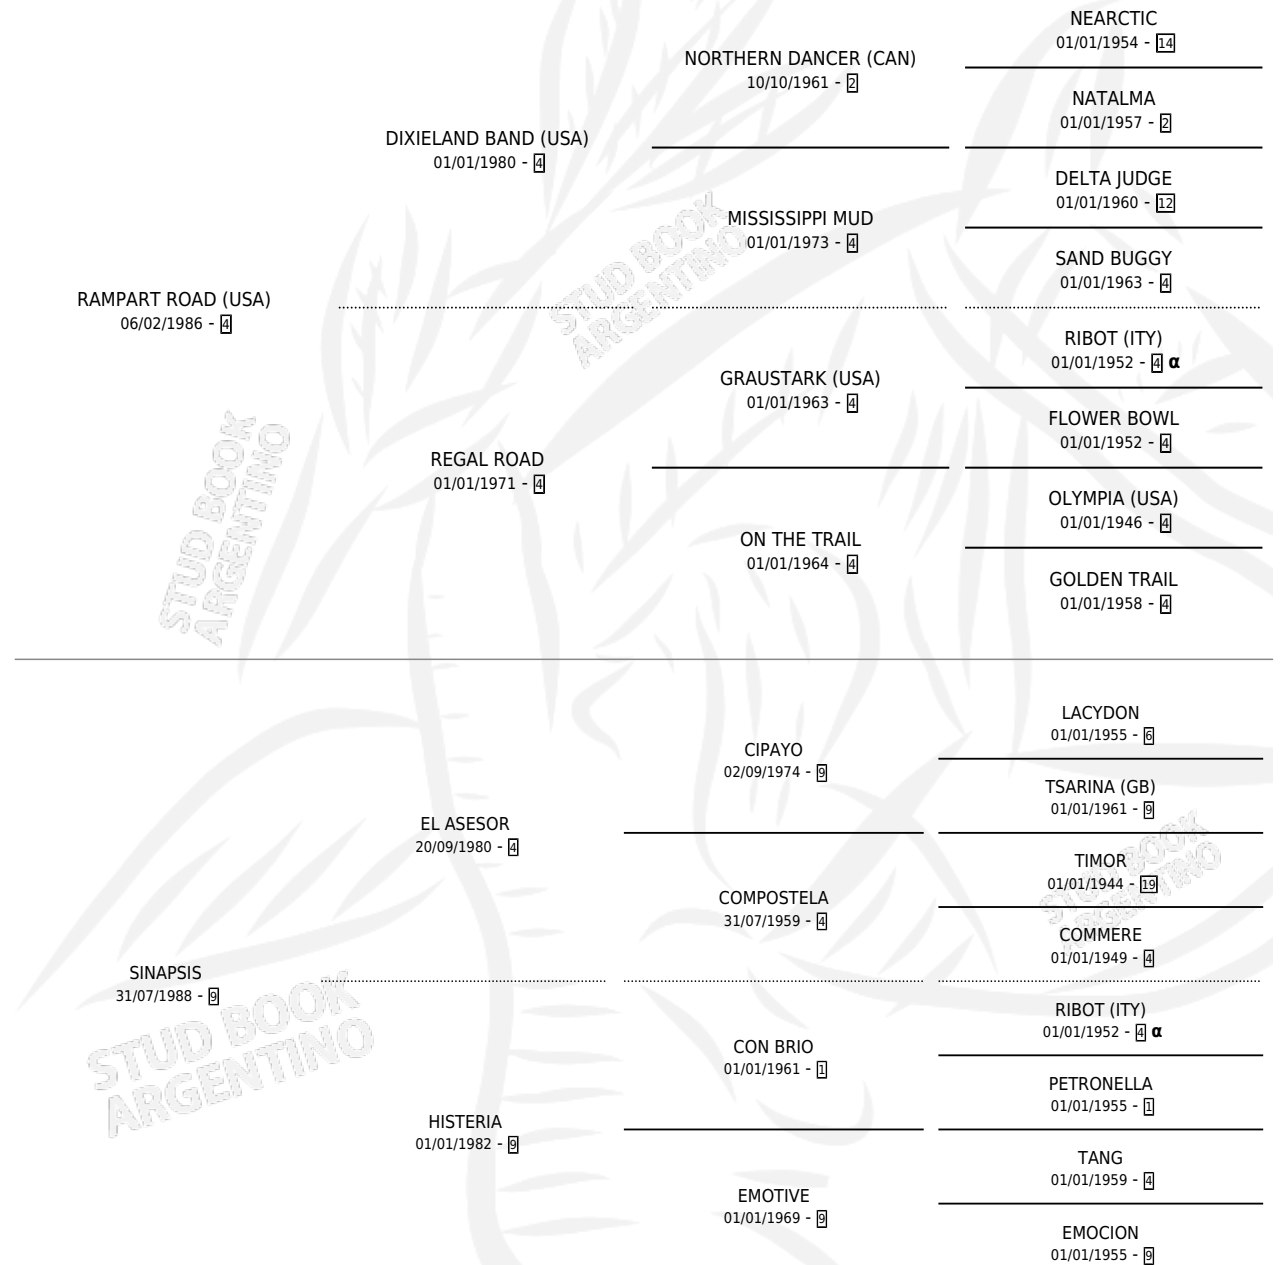 NEARCTIC
01/01/1954 - 14
NORTHERN DANCER (CAN)
10/10/1961 - 2
NATALMA
01/01/1957 - 2
DIXIELAND BAND (USA)
01/01/1980 - 4
DELTA JUDGE
01/01/1960 - 12
MISSISSIPPI MUD
01/01/1973 - 4
SAND BUGGY
01/01/1963 - 4
STUD BOOK
ARGENTINO
RAMPART ROAD (USA)
06/02/1986 - 4
RIBOT (ITY)
01/01/1952 - 4 α
GRAUSTARK (USA)
01/01/1963 - 4
FLOWER BOWL
01/01/1952 - 4
REGAL ROAD
01/01/1971 - 4
OLYMPIA (USA)
01/01/1946 - 4
ON THE TRAIL
01/01/1964 - 4
GOLDEN TRAIL
01/01/1958 - 4
STUD BOOK
ARGENTINO
LACYDON
01/01/1955 - 6
CIPAYO
02/09/1974 - 9
TSARINA (GB)
01/01/1961 - 9
EL ASESOR
20/09/1980 - 4
TIMOR
01/01/1944 - 19
STUD BOOK
ARGENTINO
COMPOSTELA
31/07/1959 - 4
COMMERE
01/01/1949 - 4
SINAPSIS
31/07/1988 - 9
STUD BOOK
ARGENTINO
RIBOT (ITY)
01/01/1952 - 4 α
CON BRIO
01/01/1961 - 1
PETRONELLA
01/01/1955 - 1
HISTERIA
01/01/1982 - 9
TANG
01/01/1959 - 4
EMOTIVE
01/01/1969 - 9
EMOCION
01/01/1955 - 9